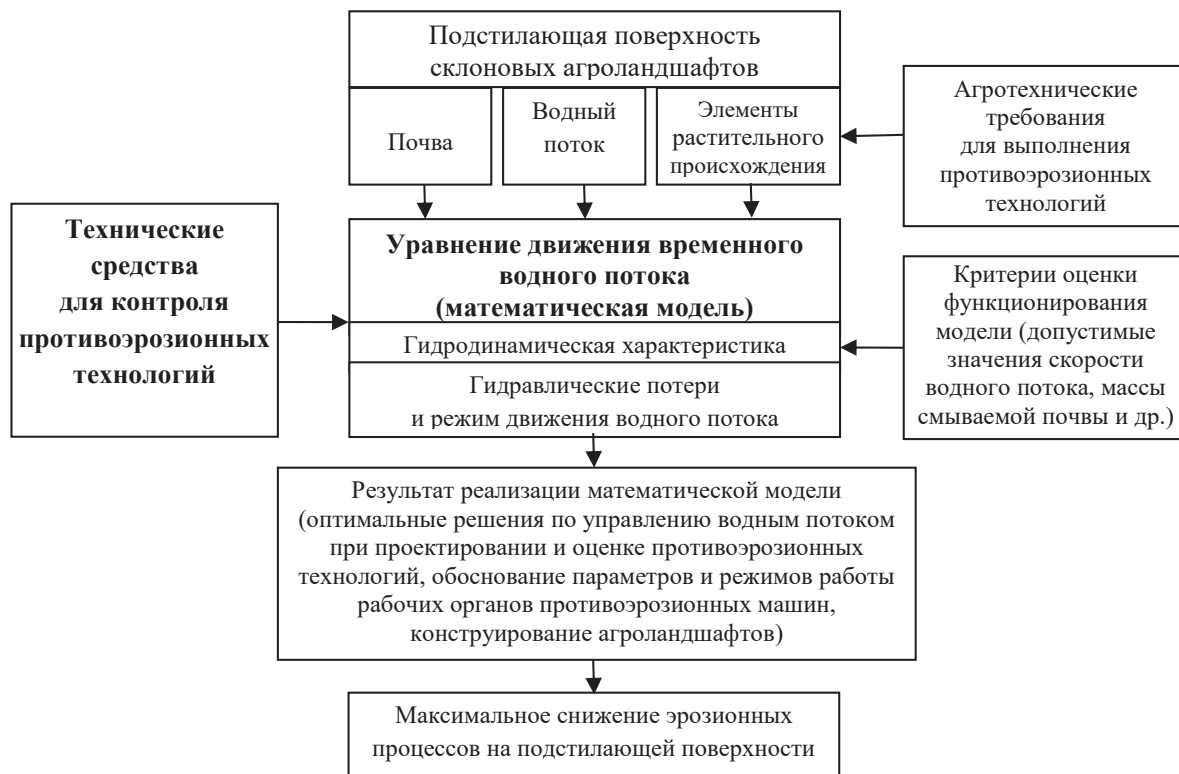 Подстилающая поверхность
склоновых агроландшафтов
Почва
Водный
поток
Элементы
растительного
происхождения
Агротехнические
требования
для выполнения
противоэрозионных
технологий
Технические
средства
для контроля
противоэрозионных
технологий
Уравнение движения временного
водного потока
(математическая модель)
Гидродинамическая характеристика
Гидравлические потери
и режим движения водного потока
Критерии оценки
функционирования
модели (допустимые
значения скорости
водного потока, массы
смываемой почвы и др.)
Результат реализации математической модели
(оптимальные решения по управлению водным потоком
при проектировании и оценке противоэрозионных
технологий, обоснование параметров и режимов работы
рабочих органов противоэрозионных машин,
конструирование агроландшафтов)
Максимальное снижение эрозионных
процессов на подстилающей поверхности